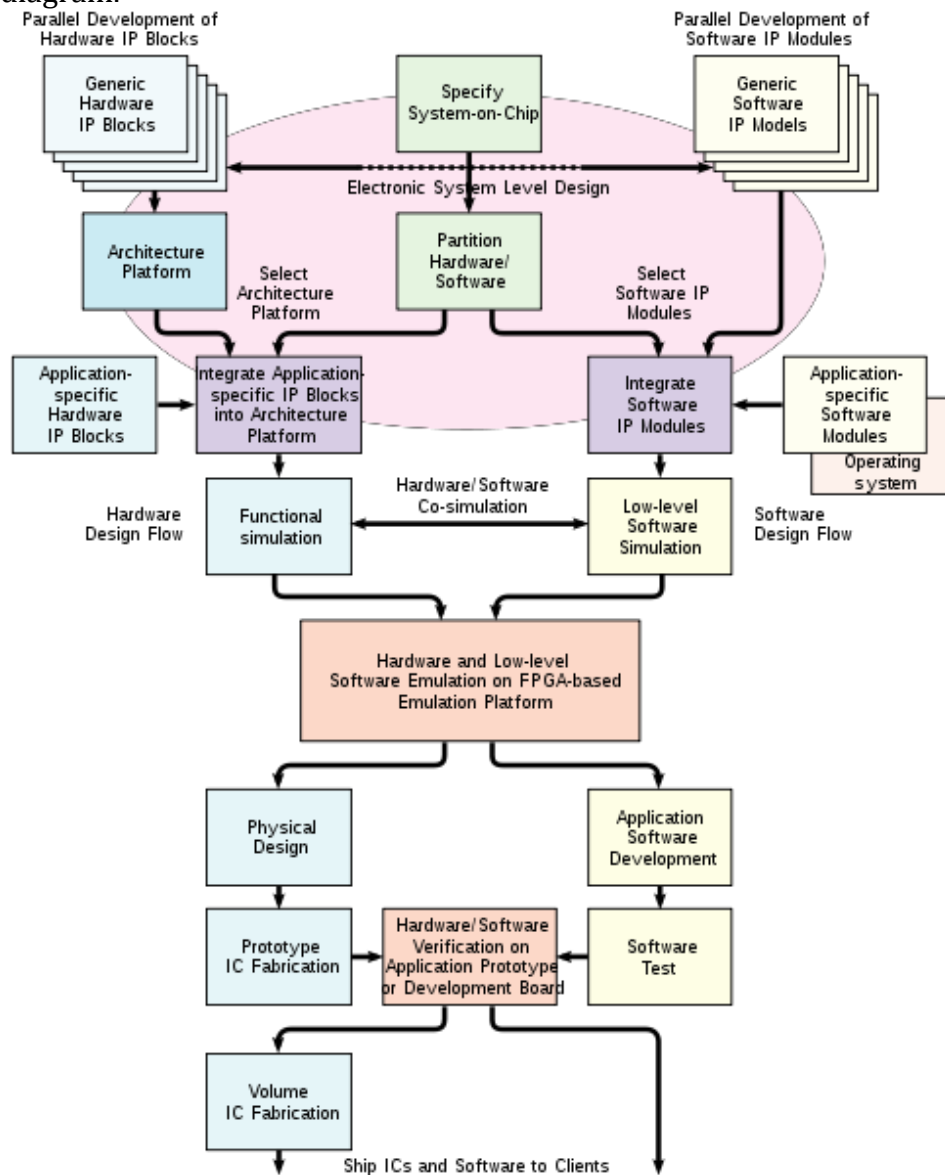 diagram.
Parallel Development of
Hardware IP Blocks
Parallel Development of
Software IP Modules
Generic
Hardware
IP Blocks
Specify
System-on-Chip
Generic
Software
IP Models
Electronic System Level Design
Architecture
Platform
Select
Architecture
Platform
Partition
Hardware/
Software
Select
Software IP
Modules
Application-
specific
Hardware
IP Blocks
Integrate Application-
specific IP Blocks
into Architecture
Platform
Integrate
Software
IP Modules
Application-
specific
Software
Modules
Operating
system
Hardware
Design Flow
Functional
simulation
Hardware/Software
Co-simulation
Low-level
Software
Simulation
Software
Design Flow
Hardware and Low-level
Software Emulation on FPGA-based
Emulation Platform
Physical
Design
Application
Software
Development
Prototype
IC Fabrication
Hardware/Software
Verification on
Application Prototype
or Development Board
Software
Test
Volume
IC Fabrication
Ship ICs and Software to Clients